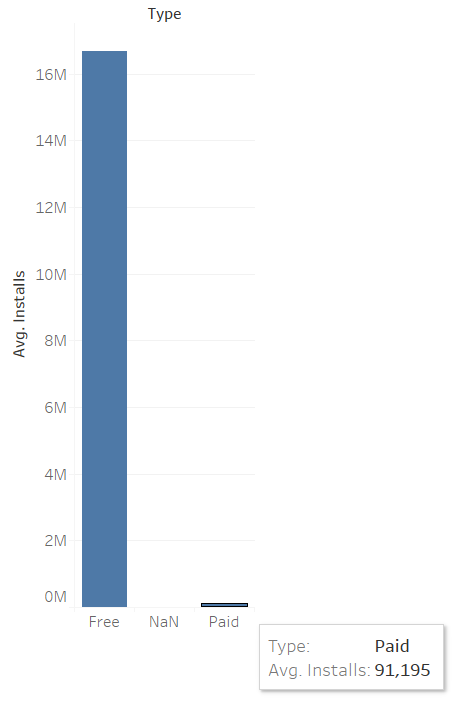 Type
16M
14M
12M
10M
8M
6M
4M
2M
0M
Avg. Installs
Free NaN Paid
Type: Paid
Avg. Installs: 91,195